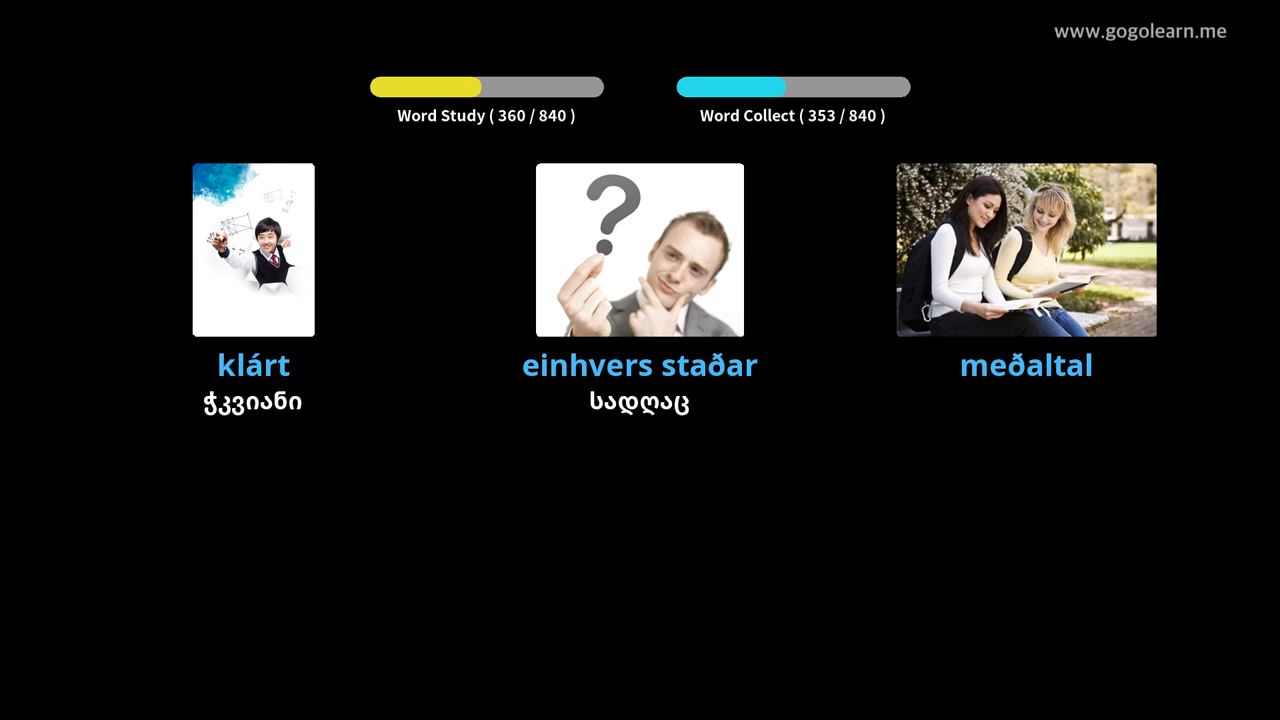 www.gogolearn.me
Word Study ( 360 / 840 )
Word Collect ( 353 / 840 )
klárt
ჭკვიანი
einhvers staðar
სადღაც
meðaltal